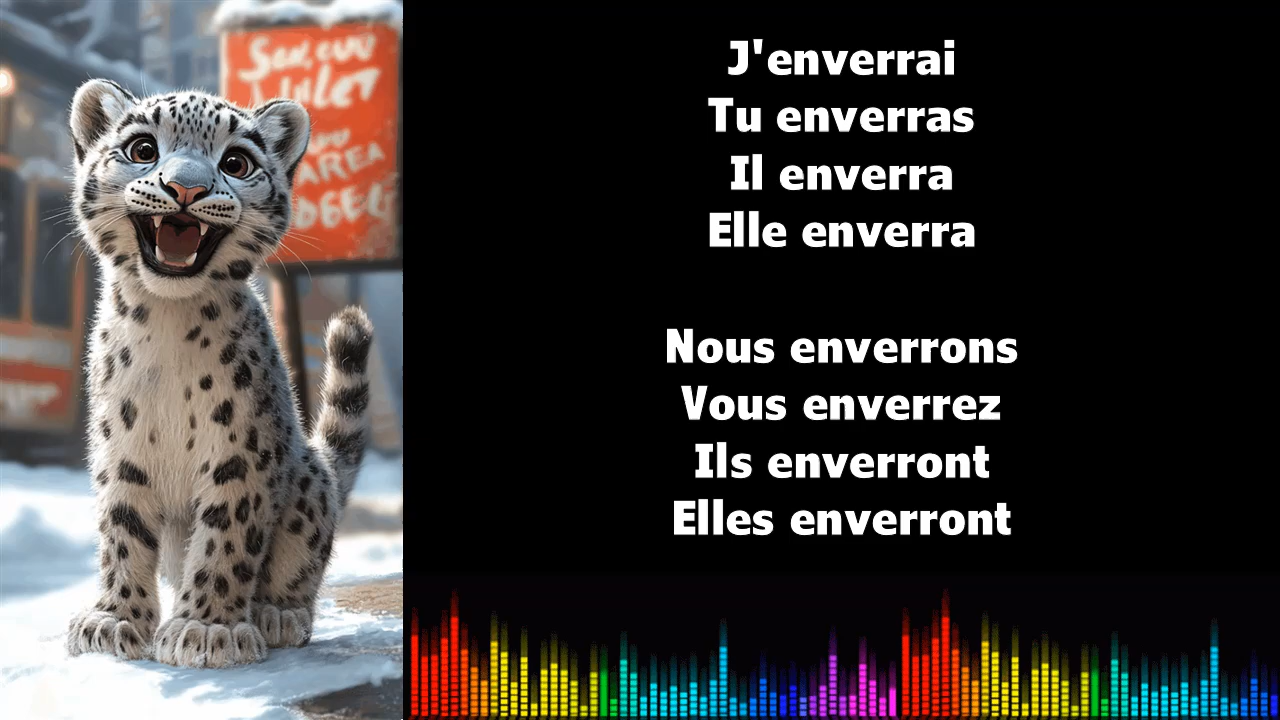 J'enverrai
Tu enverras
Il enverra
Elle enverra
Nous enverrons
Vous enverrez
Ils enverront
Elles enverront